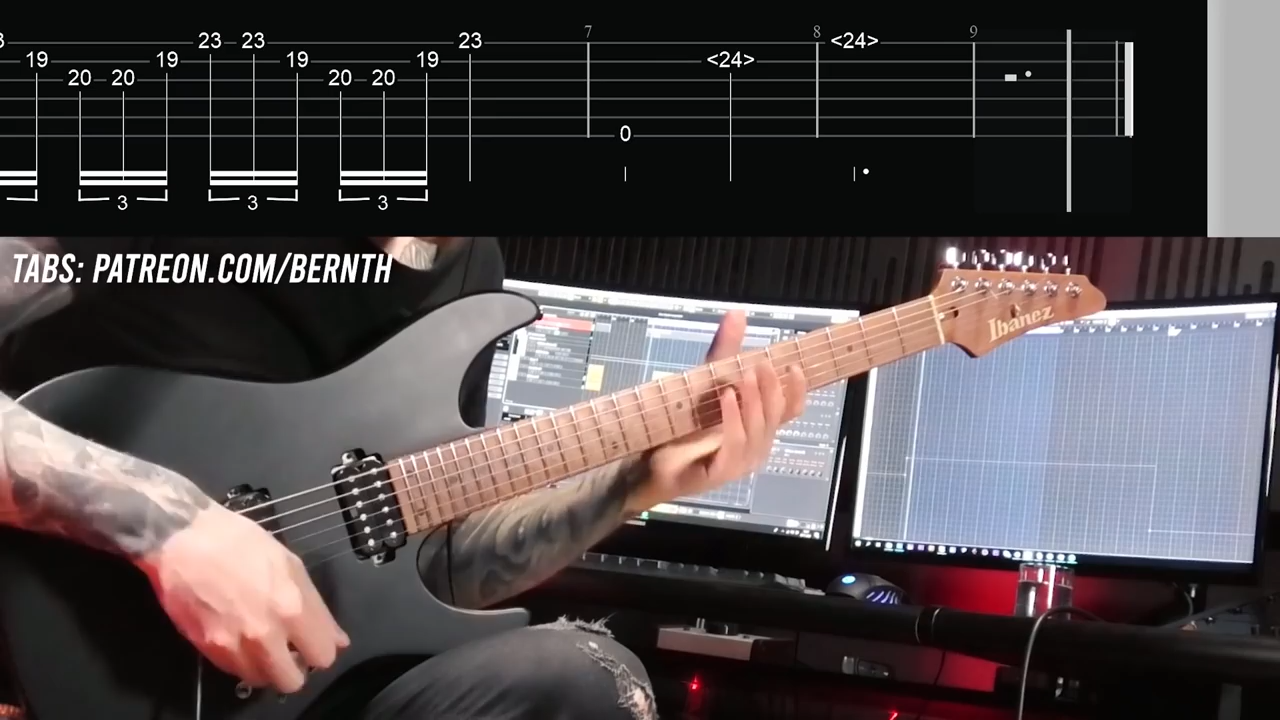 7 8 9
23 23 23 <24>
19 19 19 19 <24>
20 20 20 20
0
3 3 3
TABS: PATREON.COM/BERNTH
Ibanez